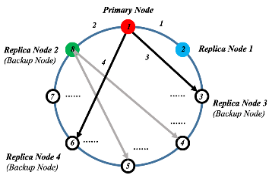 Primary Node
2
1
1
Replica Node 2
(Backup Node)
8
2
Replica Node 1
4
3
7
......
......
3
Replica Node 3
(Backup Node)
Replica Node 4
(Backup Node)
6
......
......
4
5